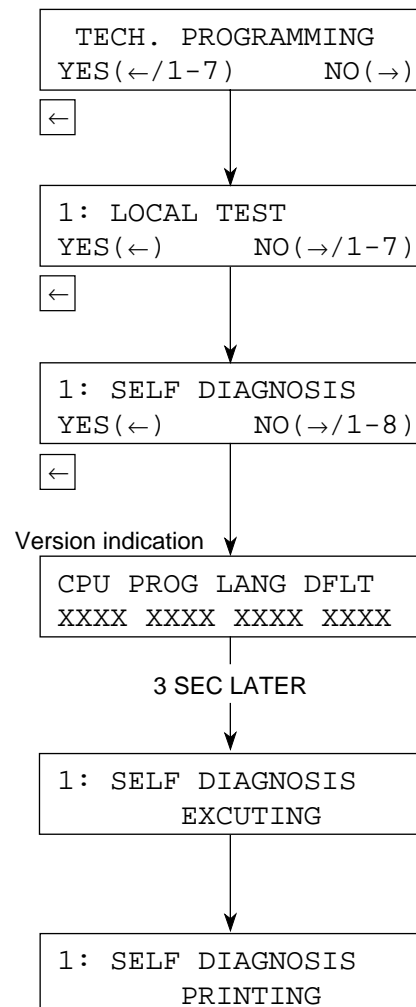 TECH. PROGRAMMING
YES(←/1-7) NO(→)
←
1: LOCAL TEST
YES(←) NO(→/1-7)
←
1: SELF DIAGNOSIS
YES(←) NO(→/1-8)
←
Version indication
CPU PROG LANG DFLT
XXXX XXXX XXXX XXXX
3 SEC LATER
1: SELF DIAGNOSIS
EXCUTING
1: SELF DIAGNOSIS
PRINTING